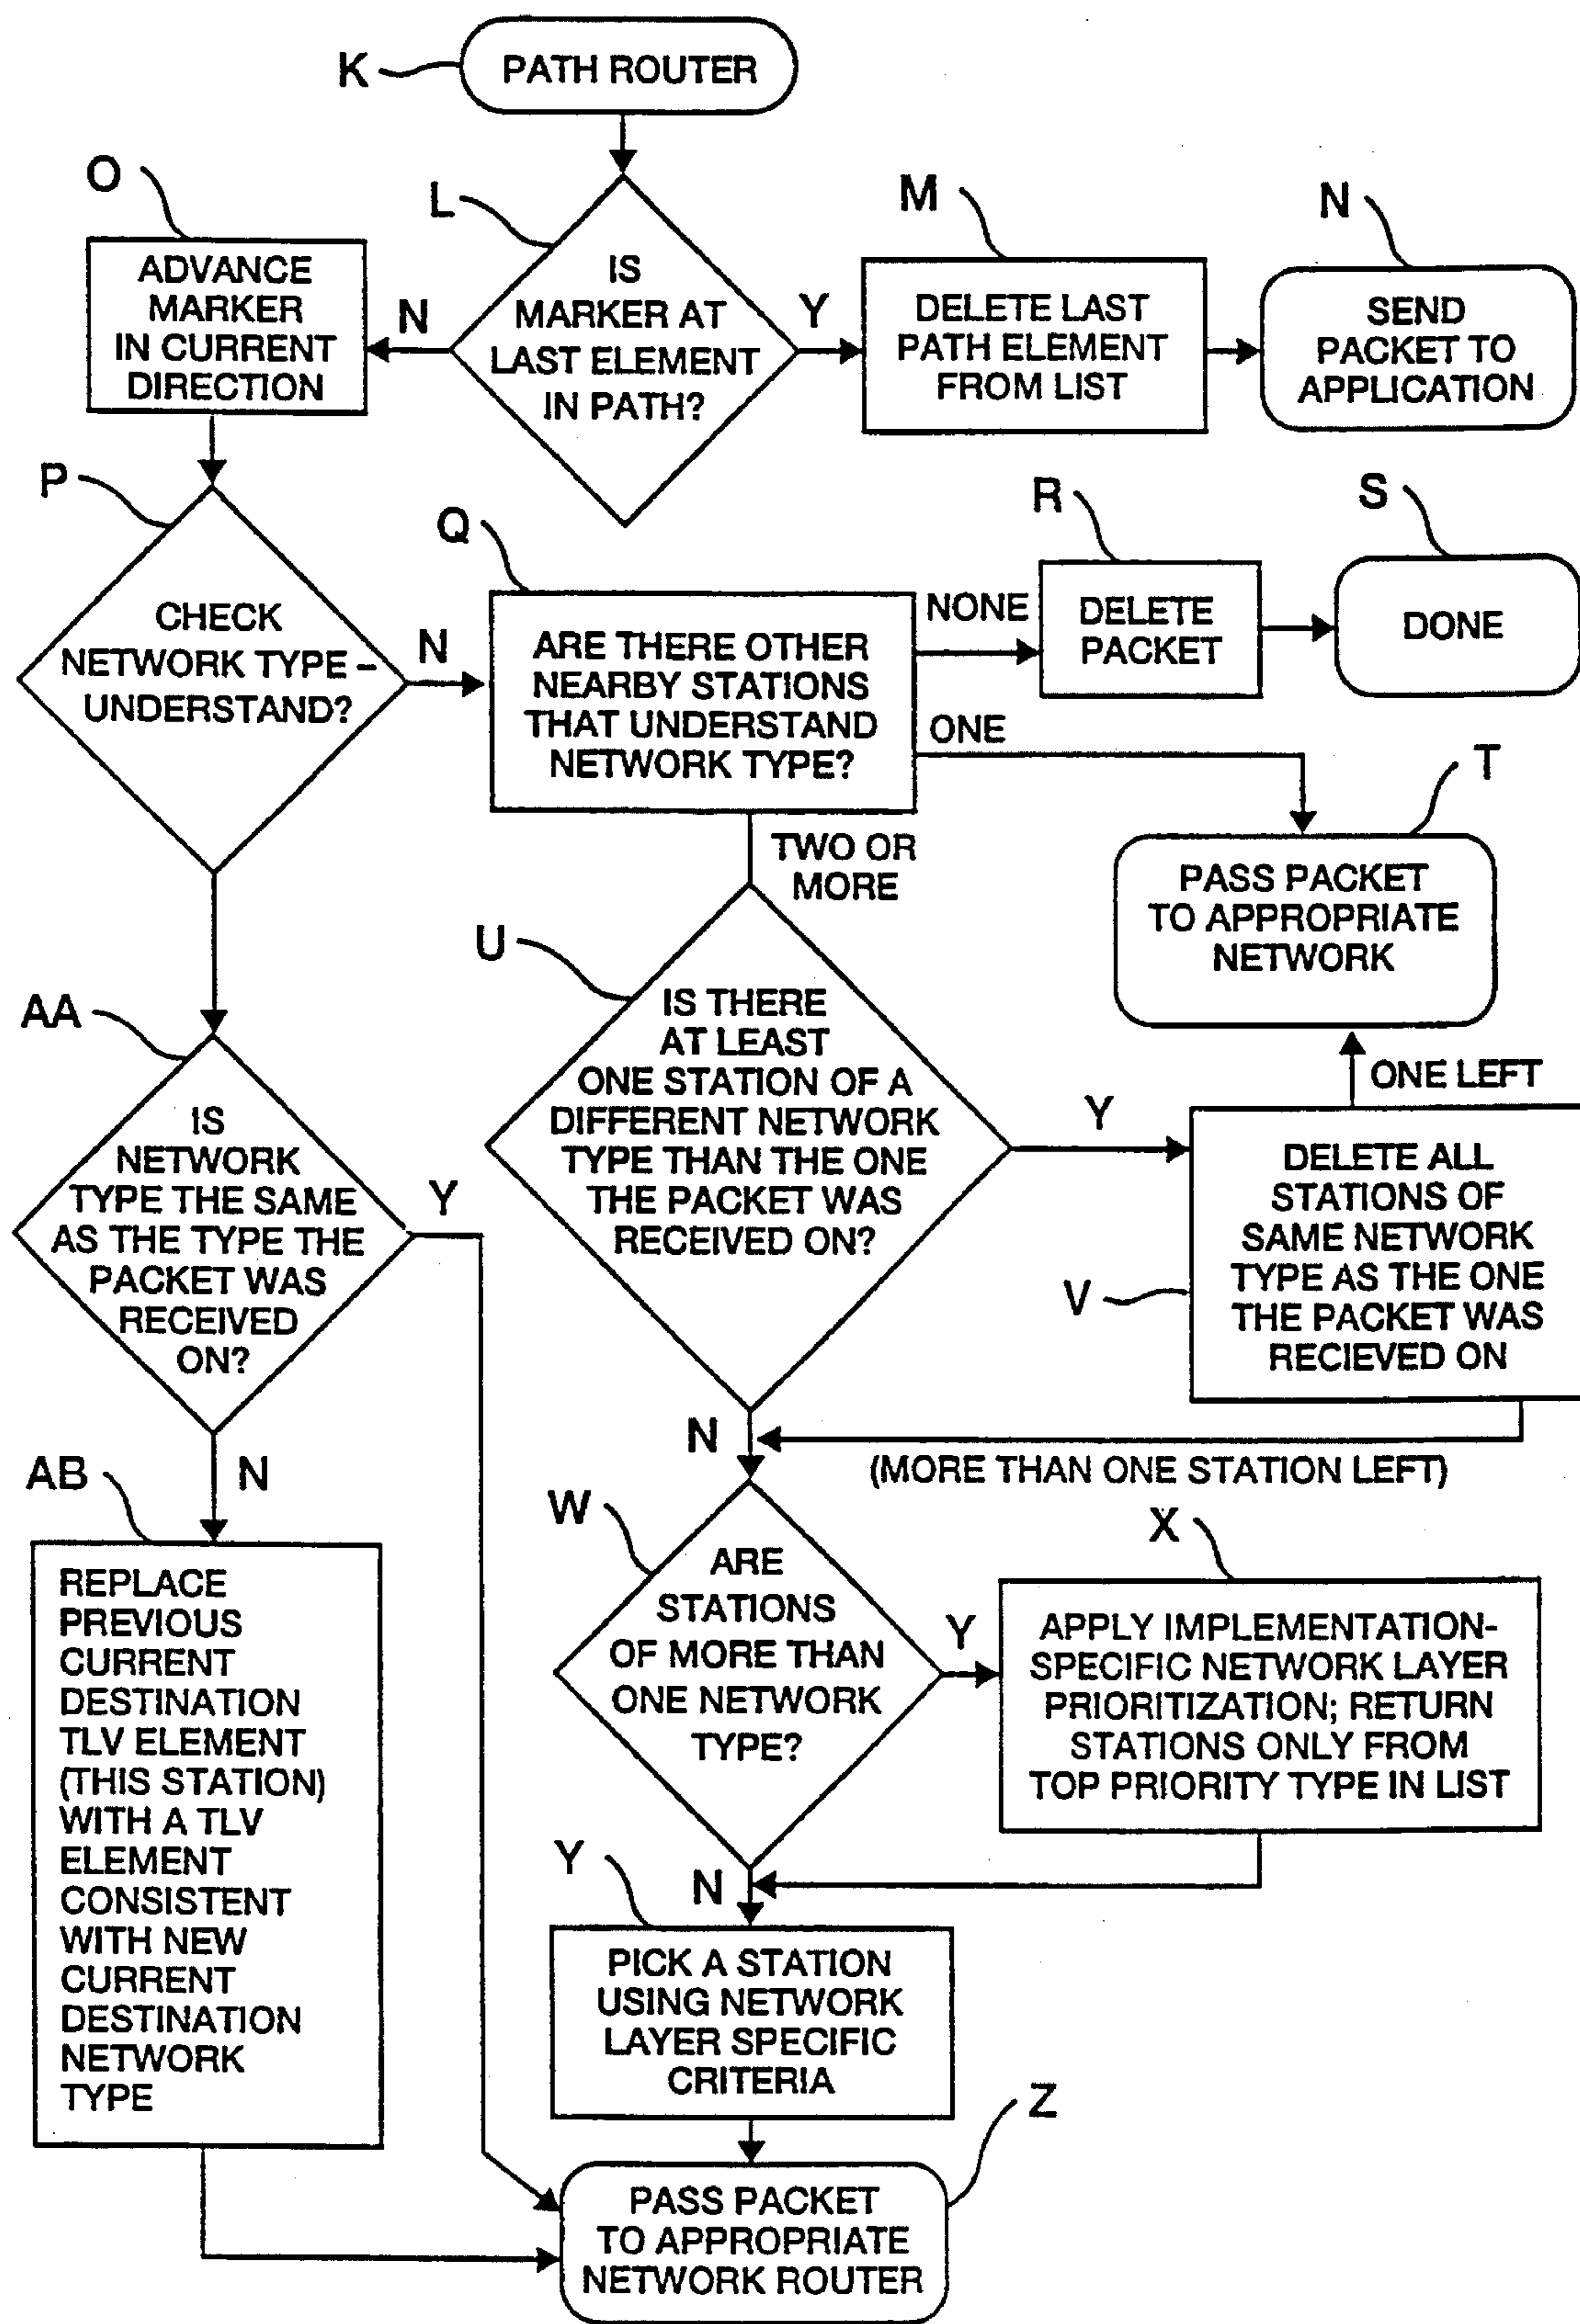 K
PATH ROUTER
O
L
M
N
ADVANCE
MARKER
IN CURRENT
DIRECTION
N
IS
MARKER AT
LAST ELEMENT
IN PATH?
Y
DELETE LAST
PATH ELEMENT
FROM LIST
SEND
PACKET TO
APPLICATION
P
Q
R
S
CHECK
NETWORK TYPE –
UNDERSTAND?
N
ARE THERE OTHER
NEARBY STATIONS
THAT UNDERSTAND
NETWORK TYPE?
NONE
DELETE
PACKET
DONE
ONE
T
TWO OR
MORE
PASS PACKET
TO APPROPRIATE
NETWORK
U
IS THERE
AT LEAST
ONE STATION OF A
DIFFERENT NETWORK
TYPE THAN THE ONE
THE PACKET WAS
RECEIVED ON?
Y
ONE LEFT
DELETE ALL
STATIONS OF
SAME NETWORK
TYPE AS THE ONE
THE PACKET WAS
RECIEVED ON
V
AA
IS
NETWORK
TYPE THE SAME
AS THE TYPE THE
PACKET WAS
RECEIVED
ON?
Y
N
N
(MORE THAN ONE STATION LEFT)
AB
REPLACE
PREVIOUS
CURRENT
DESTINATION
TLV ELEMENT
(THIS STATION)
WITH A TLV
ELEMENT
CONSISTENT
WITH NEW
CURRENT
DESTINATION
NETWORK
TYPE
W
ARE
STATIONS
OF MORE THAN
ONE NETWORK
TYPE?
Y
X
APPLY IMPLEMENTATION-
SPECIFIC NETWORK LAYER
PRIORITIZATION; RETURN
STATIONS ONLY FROM
TOP PRIORITY TYPE IN LIST
Y
N
PICK A STATION
USING NETWORK
LAYER SPECIFIC
CRITERIA
Z
PASS PACKET
TO APPROPRIATE
NETWORK ROUTER